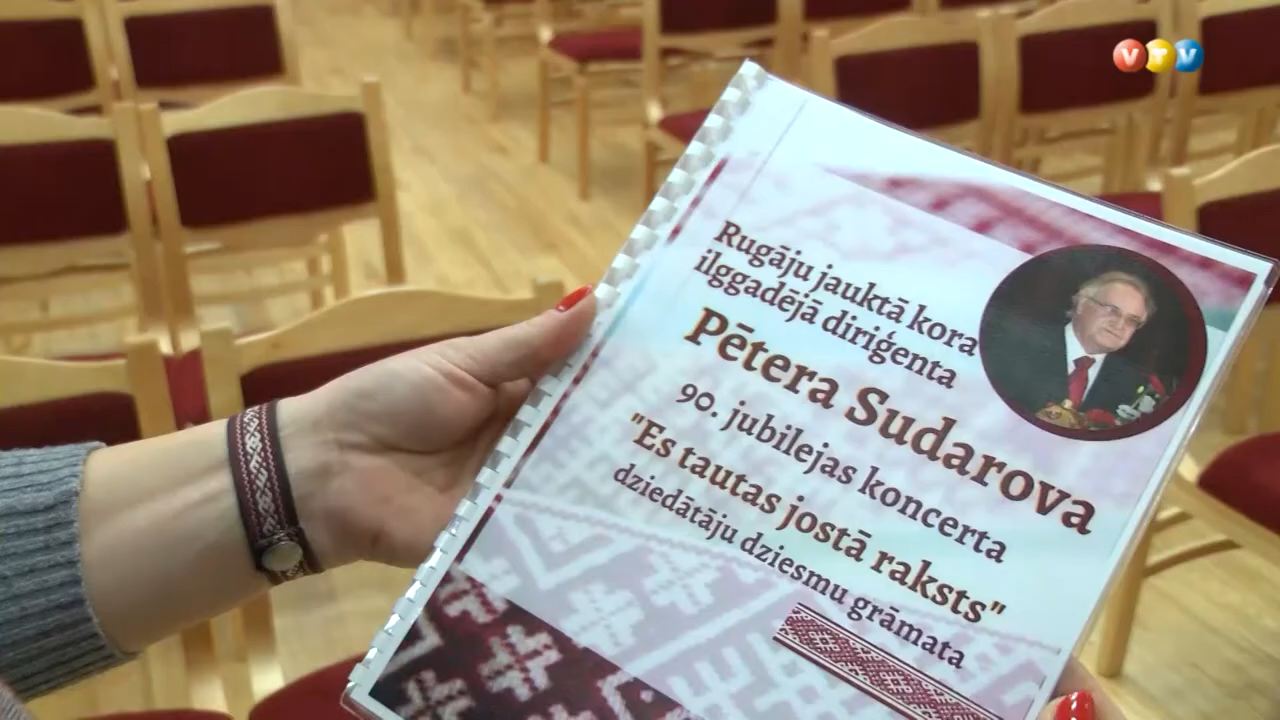 VTV
Rugāju jauktā kora
ilggadējā diriģenta
Pētera Sudarova
90. jubilejas koncerta
"Es tautas jostā raksts"
dziedātāju dziesmu grāmata